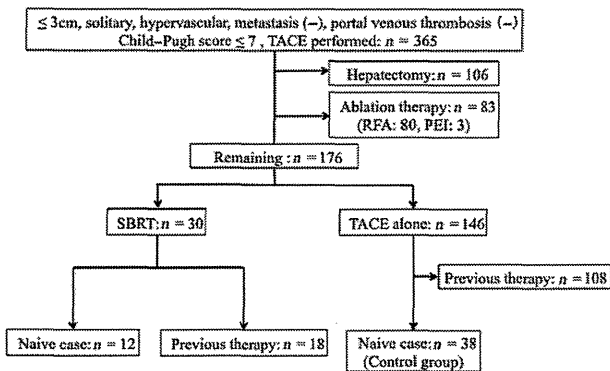 ≤ 3cm, solitary, hypervascular, metastasis (−), portal venous thrombosis (−)
Child–Pugh score ≤ 7 , TACE performed: n = 365
Hepatectomy: n = 106
Ablation therapy: n = 83
(RFA: 80, PEI: 3)
Remaining : n = 176
SBRT: n = 30
TACE alone: n = 146
Previous therapy: n = 108
Naive case: n = 12
Previous therapy: n = 18
Naive case: n = 38
(Control group)